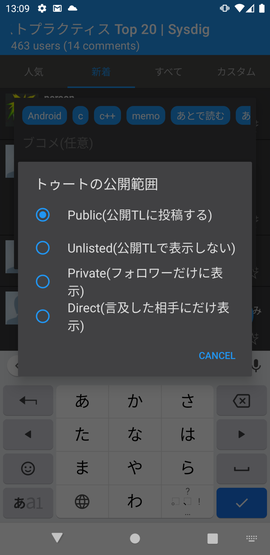 13:09
.トプラクティス Top 20 | Sysdig
463 users (14 comments)
人気 新着 すべて カスタム
Android c c++ memo あとで読む あ
ブコメ(任意)
トゥートの公開範囲
Public(公開TLに投稿する)
Unlisted(公開TLで表示しない)
Private(フォロワーだけに表
示)
Direct(言及した相手にだけ表
示)
CANCEL
あ か さ
た な は
ま や ら
あa1 わ 、。?!